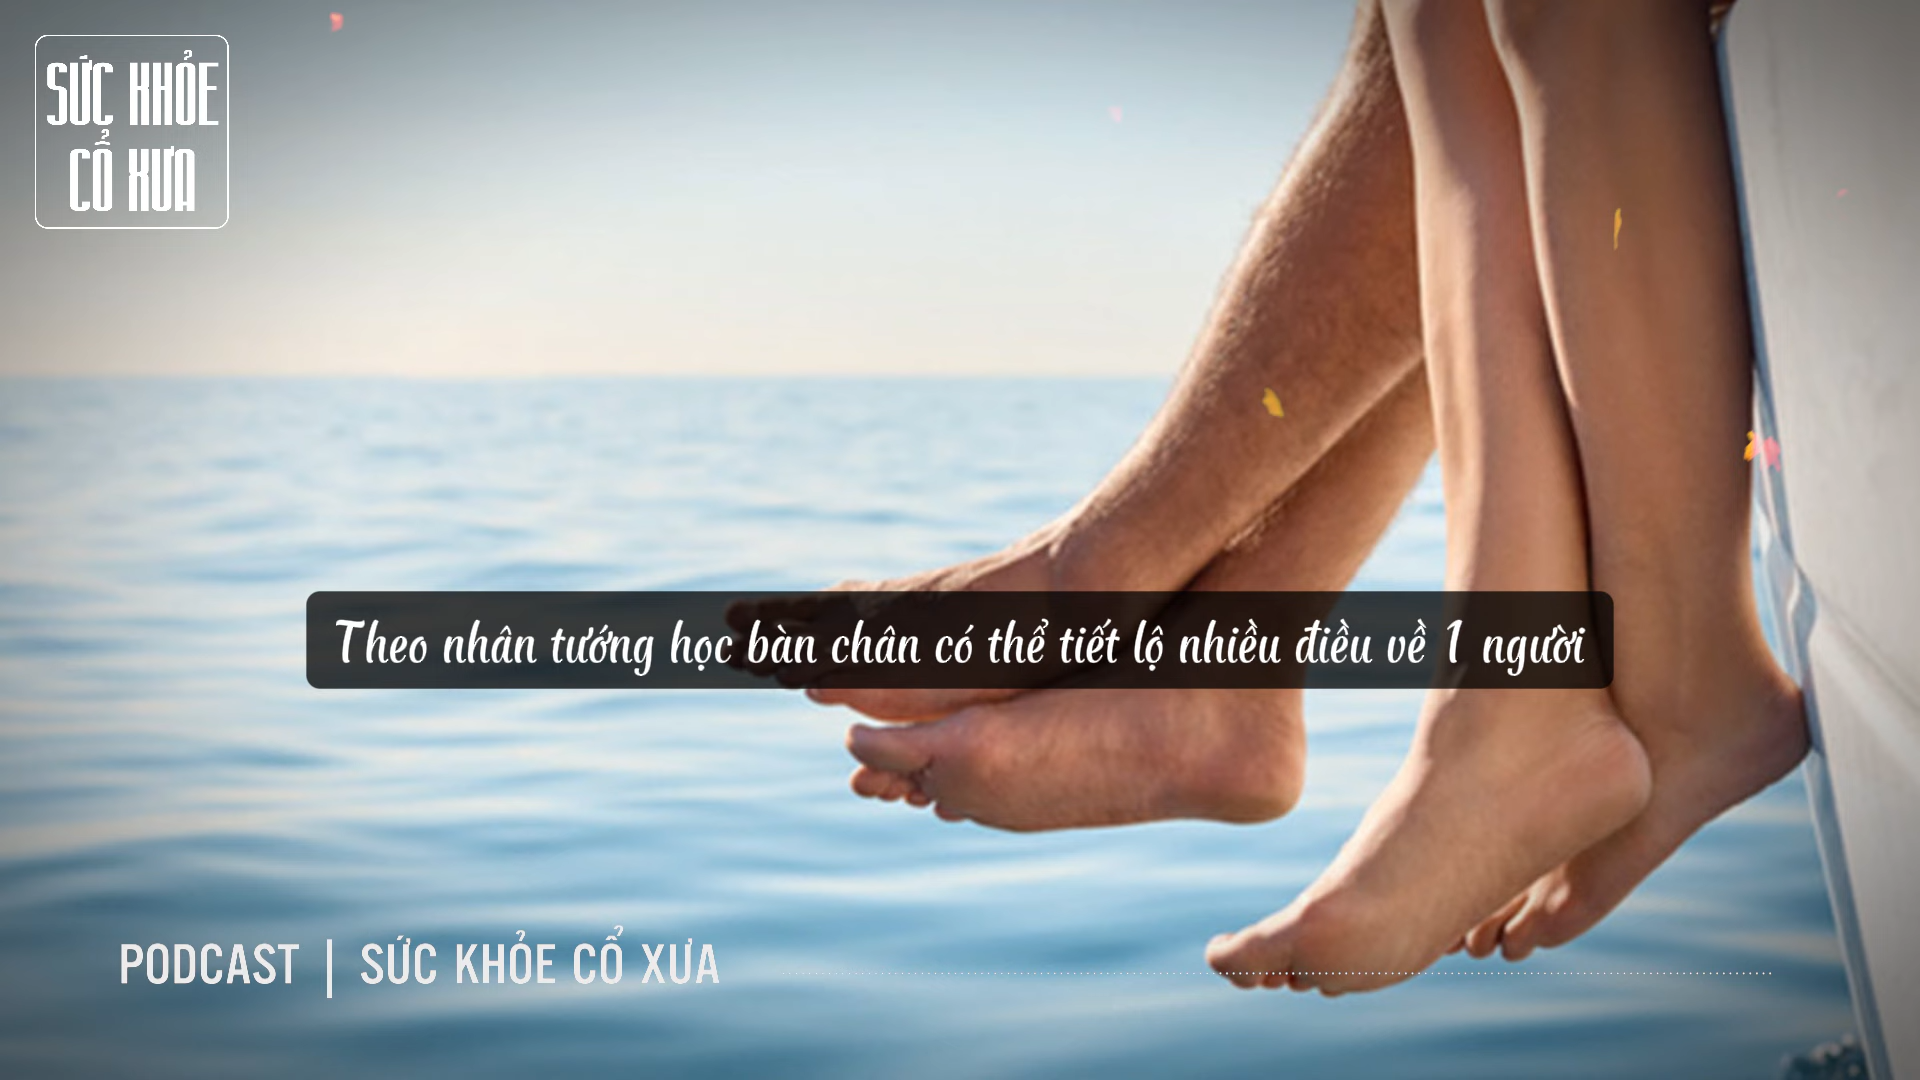 SỨC KHỎE
CỔ XƯA
Theo nhân tướng học bàn chân có thể tiết lộ nhiều điều về 1 người
PODCAST | SỨC KHỎE CỔ XƯA